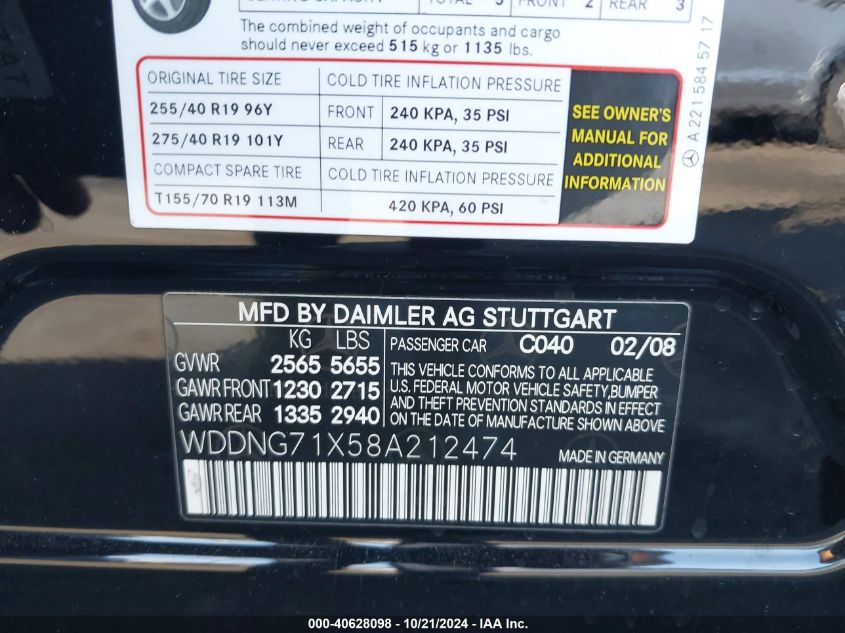 TOTAL 5 FRONT 2 REAR 3
The combined weight of occupants and cargo
should never exceed 515 kg or 1135 lbs.
ORIGINAL TIRE SIZE COLD TIRE INFLATION PRESSURE
255/40 R19 96Y FRONT 240 KPA, 35 PSI
275/40 R19 101Y REAR 240 KPA, 35 PSI
COMPACT SPARE TIRE COLD TIRE INFLATION PRESSURE
T155/70 R19 113M 420 KPA, 60 PSI
SEE OWNER'S
MANUAL FOR
ADDITIONAL
INFORMATION
A 221 584 57 17
MFD BY DAIMLER AG STUTTGART
KG LBS PASSENGER CAR C040 02/08
GVWR 2565 5655
GAWR FRONT 1230 2715
GAWR REAR 1335 2940
THIS VEHICLE CONFORMS TO ALL APPLICABLE
U.S. FEDERAL MOTOR VEHICLE SAFETY,BUMPER
AND THEFT PREVENTION STANDARDS IN EFFECT
ON THE DATE OF MANUFACTURE SHOWN ABOVE
WDDNG71X58A212474 MADE IN GERMANY
000-40628098 - 10/21/2024 - IAA Inc.